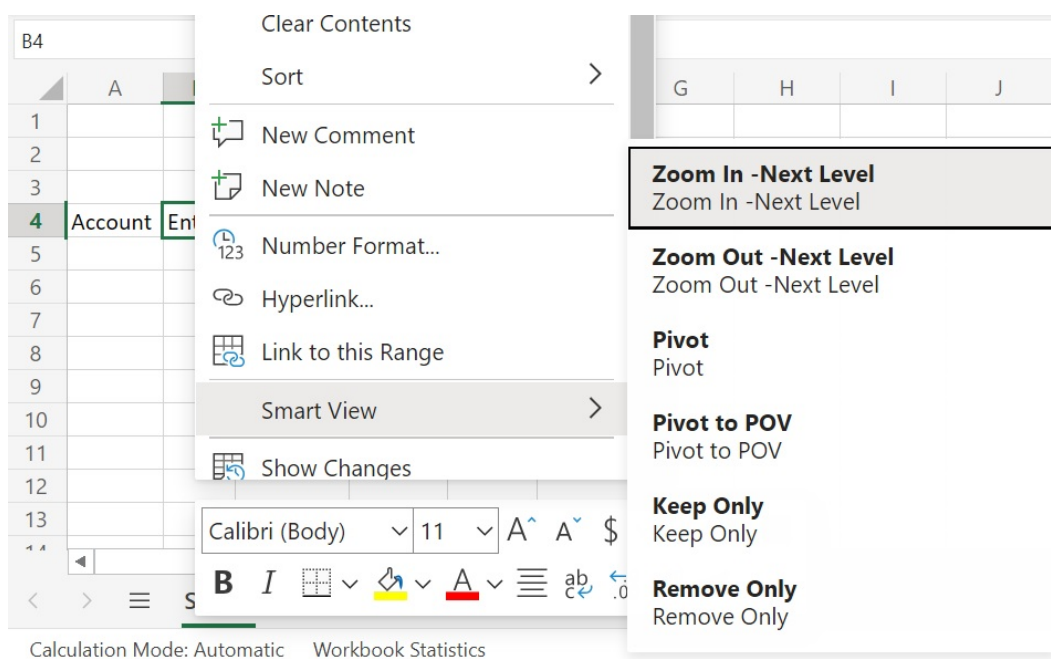 Clear Contents
B4
Sort
A G H I J
1
New Comment
2
3
New Note
Zoom In -Next Level
Zoom In -Next Level
4 Account
5
Number Format...
123
Zoom Out -Next Level
Zoom Out -Next Level
6
Hyperlink...
7
8
Link to this Range
Pivot
Pivot
9
10
Smart View
Pivot to POV
Pivot to POV
11
Show Changes
12
Keep Only
Keep Only
13
Calibri (Body) 11 A A $
B I A ab
Remove Only
Remove Only
Calculation Mode: Automatic Workbook Statistics